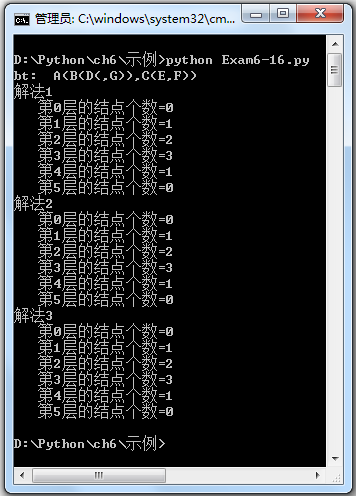 管理员: C:\windows\system32\cm...
D:\Python\ch6\示例>python Exam6-16.py
bt:  A(B(D(,G)),C(E,F))
解法1
第0层的结点个数=0
第1层的结点个数=1
第2层的结点个数=2
第3层的结点个数=3
第4层的结点个数=1
第5层的结点个数=0
解法2
第0层的结点个数=0
第1层的结点个数=1
第2层的结点个数=2
第3层的结点个数=3
第4层的结点个数=1
第5层的结点个数=0
解法3
第0层的结点个数=0
第1层的结点个数=1
第2层的结点个数=2
第3层的结点个数=3
第4层的结点个数=1
第5层的结点个数=0
D:\Python\ch6\示例>